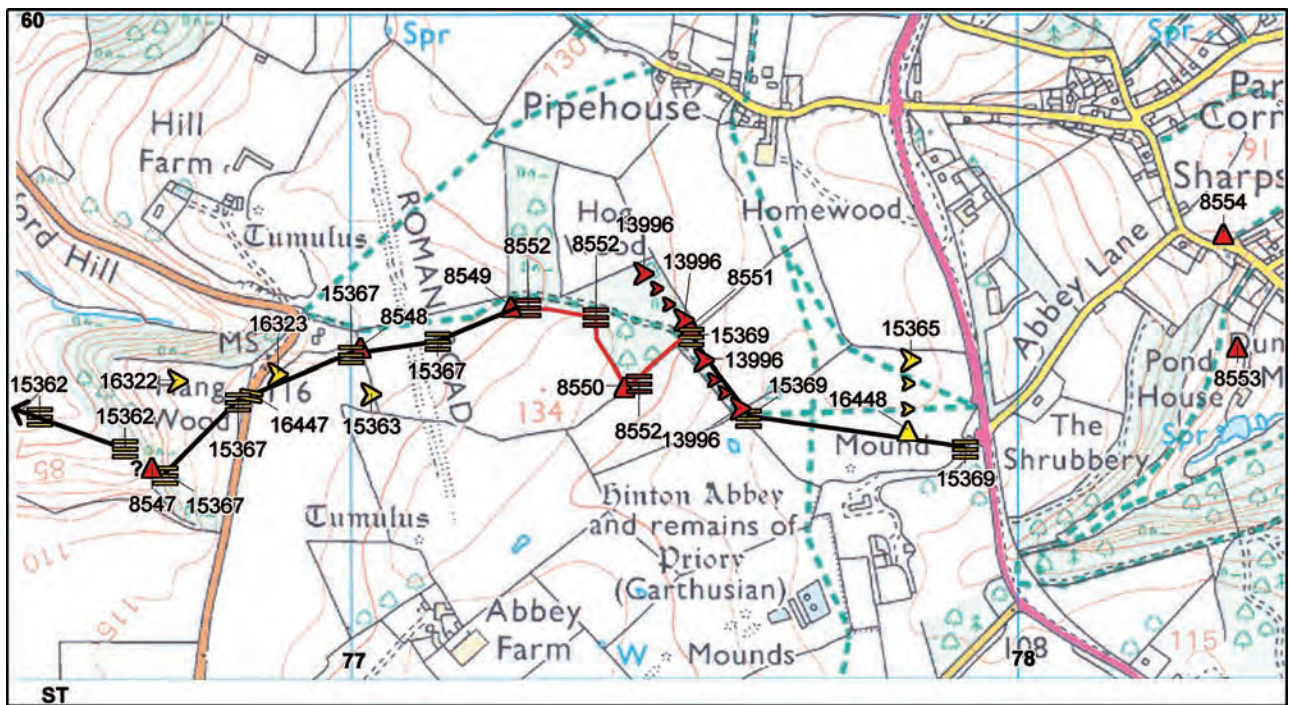 60
Spr
130
Spr
Pipehouse
Par
Corr
91
Hill
Farm
Sharps
8554
ROMAN
Hog
Wood
13996
Homewood
Tumulus
ord Hill
8552
8552
13996
8551
8549
15367
8548
16323
Abbey Lane
15369
15365
MS
13996
Pond
House
8553
15362
16322
Hang
Wood
116
15367
ROAD
15363
134
8550
15369
16448
15362
16447
8552
13996
Mound
The
Shrubbery
Spr
85
?
15367
8547
15367
15369
Tumulus
Hinton Abbey
and remains of
Priory
(Carthusian)
110
115
Abbey
Farm
W
Mounds
108
115
77
78
ST